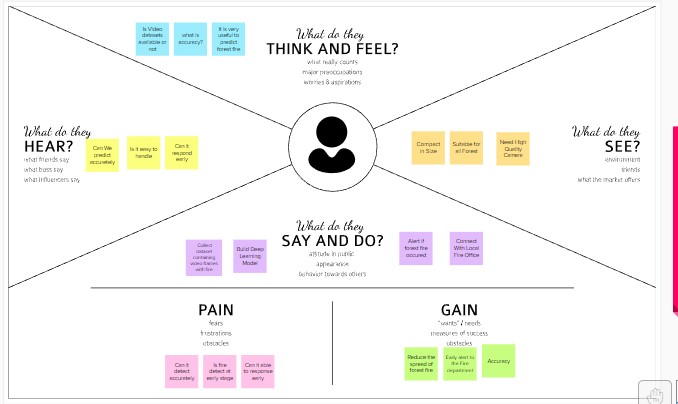 Is Video
datasets
available or
not
what is
accuracy?
It is very
useful to
predict
forest fire
What do they
THINK AND FEEL?
what really counts
major preoccupations
worries & aspirations
What do they
HEAR?
what friends say
what boss say
what influencers say
Can We
predict
accurately
Is it easy to
handle
Can it
respond
early
Compact
in Size
Suitable for
all Forest
Need High
Quality
Camera
What do they
SEE?
environment
friends
what the market offers
What do they
SAY AND DO?
attitude in public
appearance
behavior towards others
Collect
dataset
containing
video frames
with fire
Build Deep
Learning
Model
Alert if
forest fire
occured
Connect
With Local
Fire Office
PAIN
fears
frustrations
obstacles
Can it
detect
accurately
Is fire
detect at
early stage
Can it able
to response
early
GAIN
"wants" / needs
measures of success
obstacles
Reduce the
spread of
forest fire
Early alert to
the Fire
department
Accuracy